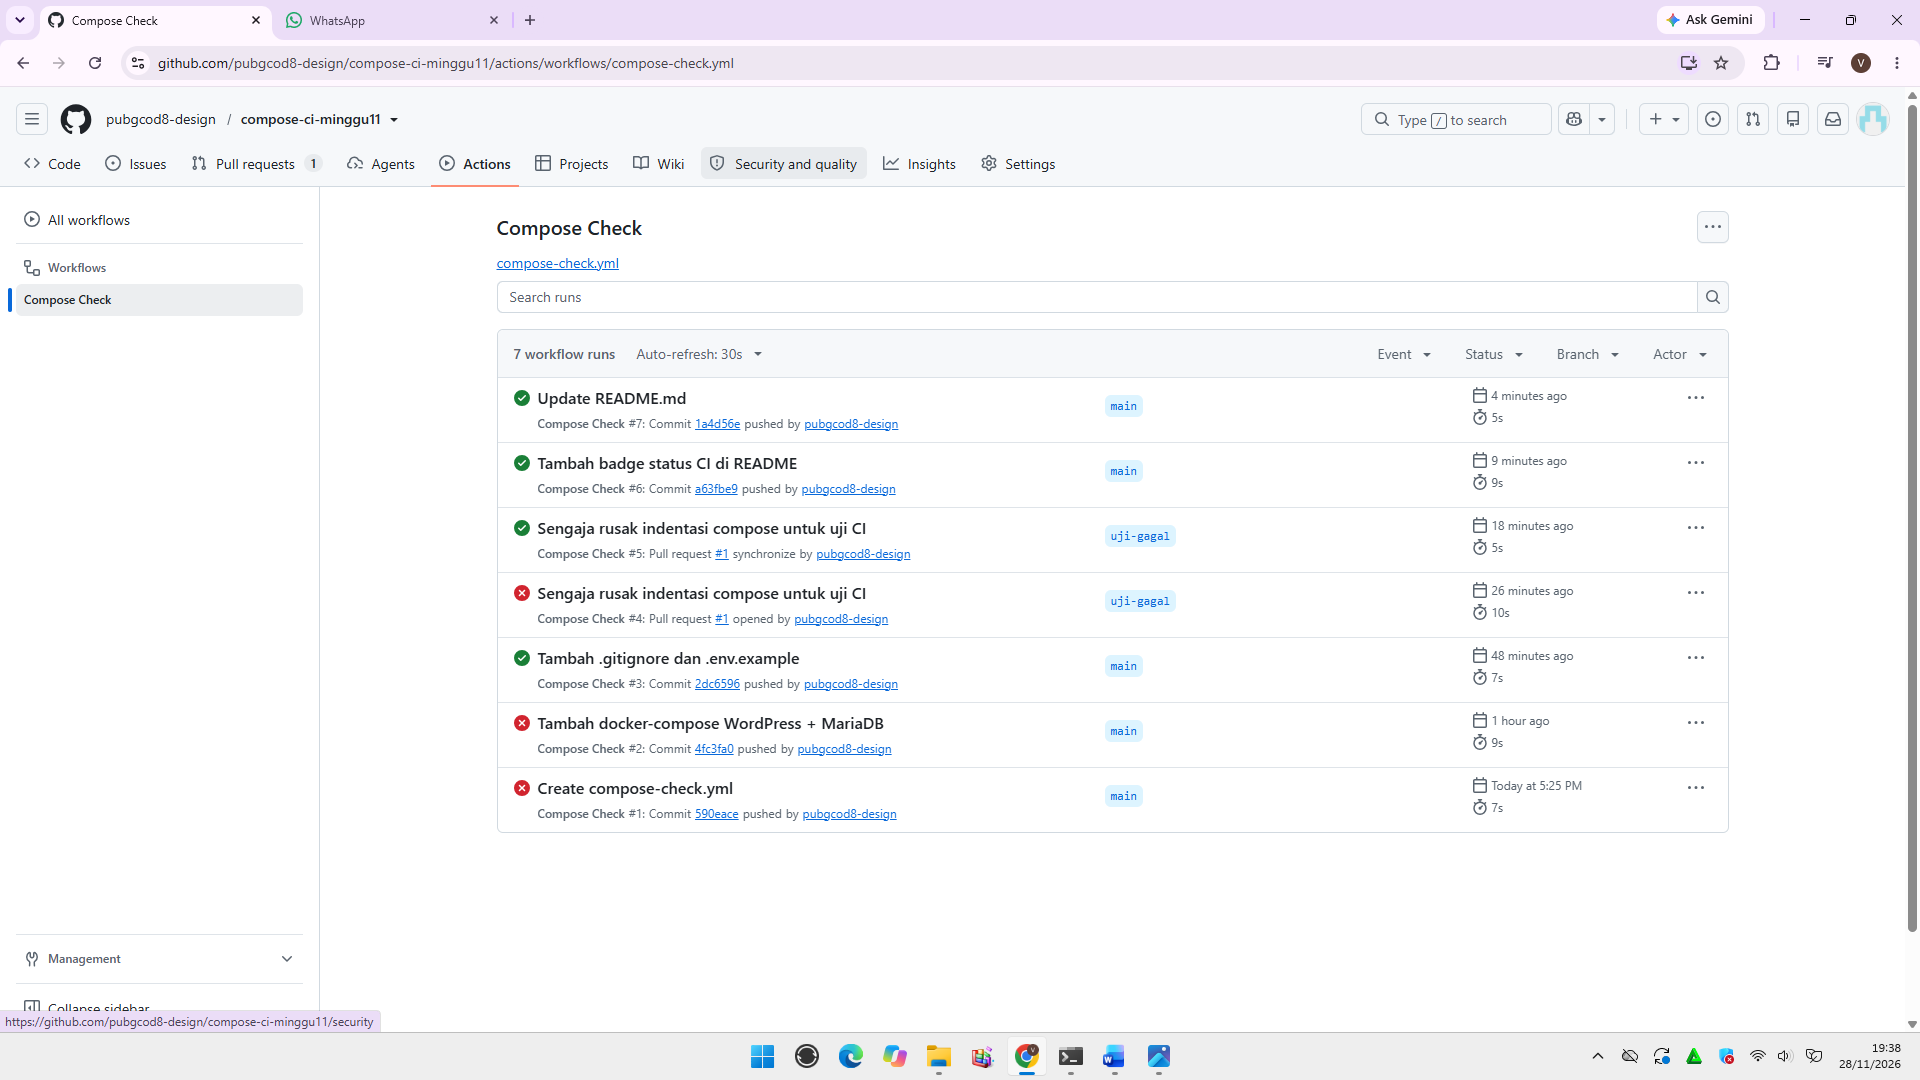 Compose Check
WhatsApp
Ask Gemini
github.com/pubgcod8-design/compose-ci-minggu11/actions/workflows/compose-check.yml
V
pubgcod8-design / compose-ci-minggu11
Type / to search
Code
Issues
Pull requests 1
Agents
Actions
Projects
Wiki
Security and quality
Insights
Settings
All workflows
Workflows
Compose Check
Management
Collapse sidebar
Compose Check
compose-check.yml
Search runs
7 workflow runs Auto-refresh: 30s Event Status Branch Actor
Update README.md main 4 minutes ago
Compose Check #7: Commit 1a4d56e pushed by pubgcod8-design 5s
Tambah badge status CI di README main 9 minutes ago
Compose Check #6: Commit a63fbe9 pushed by pubgcod8-design 9s
Sengaja rusak indentasi compose untuk uji CI uji-gagal 18 minutes ago
Compose Check #5: Pull request #1 synchronize by pubgcod8-design 5s
Sengaja rusak indentasi compose untuk uji CI uji-gagal 26 minutes ago
Compose Check #4: Pull request #1 opened by pubgcod8-design 10s
Tambah .gitignore dan .env.example main 48 minutes ago
Compose Check #3: Commit 2dc6596 pushed by pubgcod8-design 7s
Tambah docker-compose WordPress + MariaDB main 1 hour ago
Compose Check #2: Commit 4fc3fa0 pushed by pubgcod8-design 9s
Create compose-check.yml main Today at 5:25 PM
Compose Check #1: Commit 590eace pushed by pubgcod8-design 7s
https://github.com/pubgcod8-design/compose-ci-minggu11/security
19:38
28/11/2026